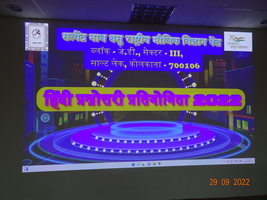 सत्येंद्र नाथ बसु राष्ट्रीय मौलिक विज्ञान केंद्र
ब्लॉक - जे.डी., सेक्टर - III,
साल्ट लेक, कोलकाता - 700106
हिंदी प्रश्नोत्तरी प्रतियोगिता 2022
29 09 2022